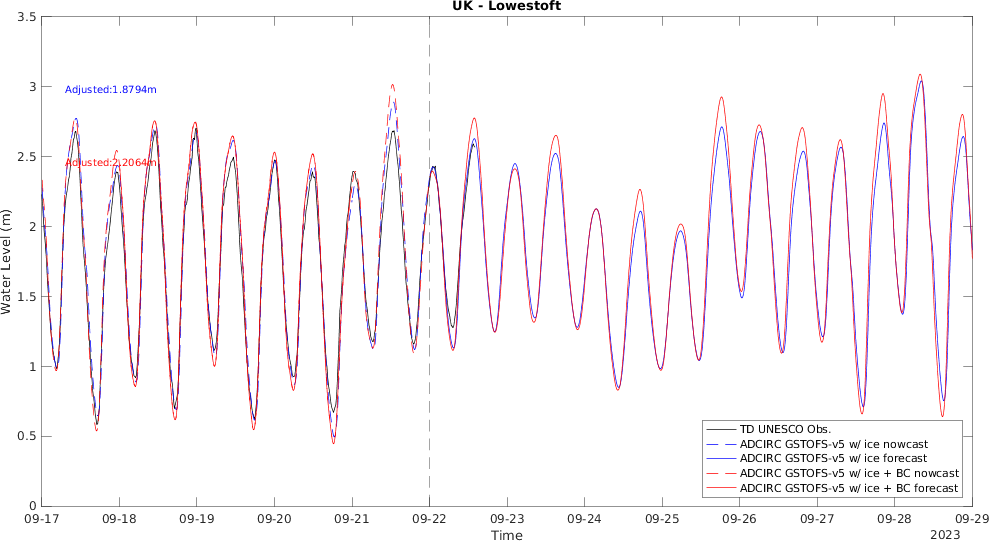 UK - Lowestoft
3.5
3
2.5
2
1.5
1
0.5
0
Water Level (m)
Adjusted:1.8794m
Adjusted:2.2064m
TD UNESCO Obs.
ADCIRC GSTOFS-v5 w/ ice nowcast
ADCIRC GSTOFS-v5 w/ ice forecast
ADCIRC GSTOFS-v5 w/ ice + BC nowcast
ADCIRC GSTOFS-v5 w/ ice + BC forecast
09-17 09-18 09-19 09-20 09-21 09-22 09-23 09-24 09-25 09-26 09-27 09-28 09-29
Time
2023